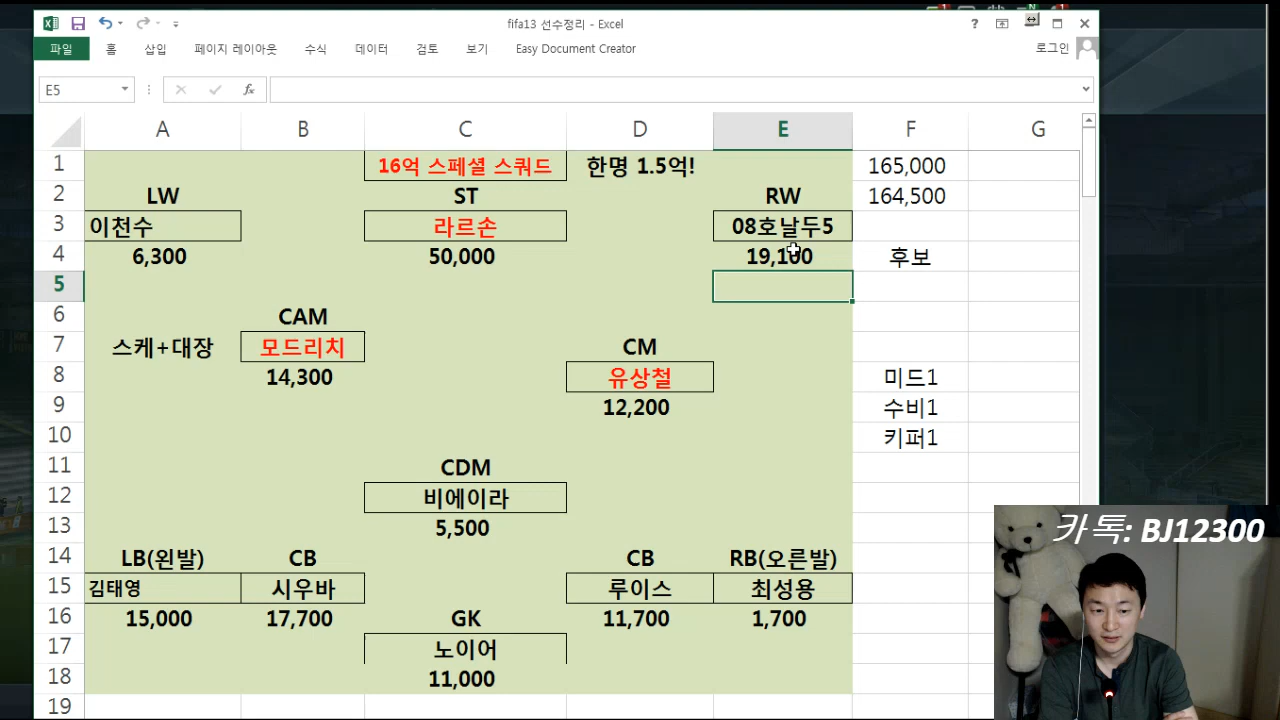 fifa13 선수정리 - Excel
파일 홈 삽입 페이지 레이아웃 수식 데이터 검토 보기 Easy Document Creator 로그인
E5 fx
A B C D E F G
1 16억 스페셜 스쿼드 한명 1.5억! 165,000
2 LW ST RW 164,500
3 이천수 라르손 08호날두5
4 6,300 50,000 19,100 후보
5
6 CAM
7 스케+대장 모드리치 CM
8 14,300 유상철 미드1
9 12,200 수비1
10 키퍼1
11 CDM
12 비에이라
13 5,500
14 LB(왼발) CB CB RB(오른발)
15 김태영 시우바 루이스 최성용
16 15,000 17,700 GK 11,700 1,700
17 노이어
18 11,000
19
카톡: BJ12300